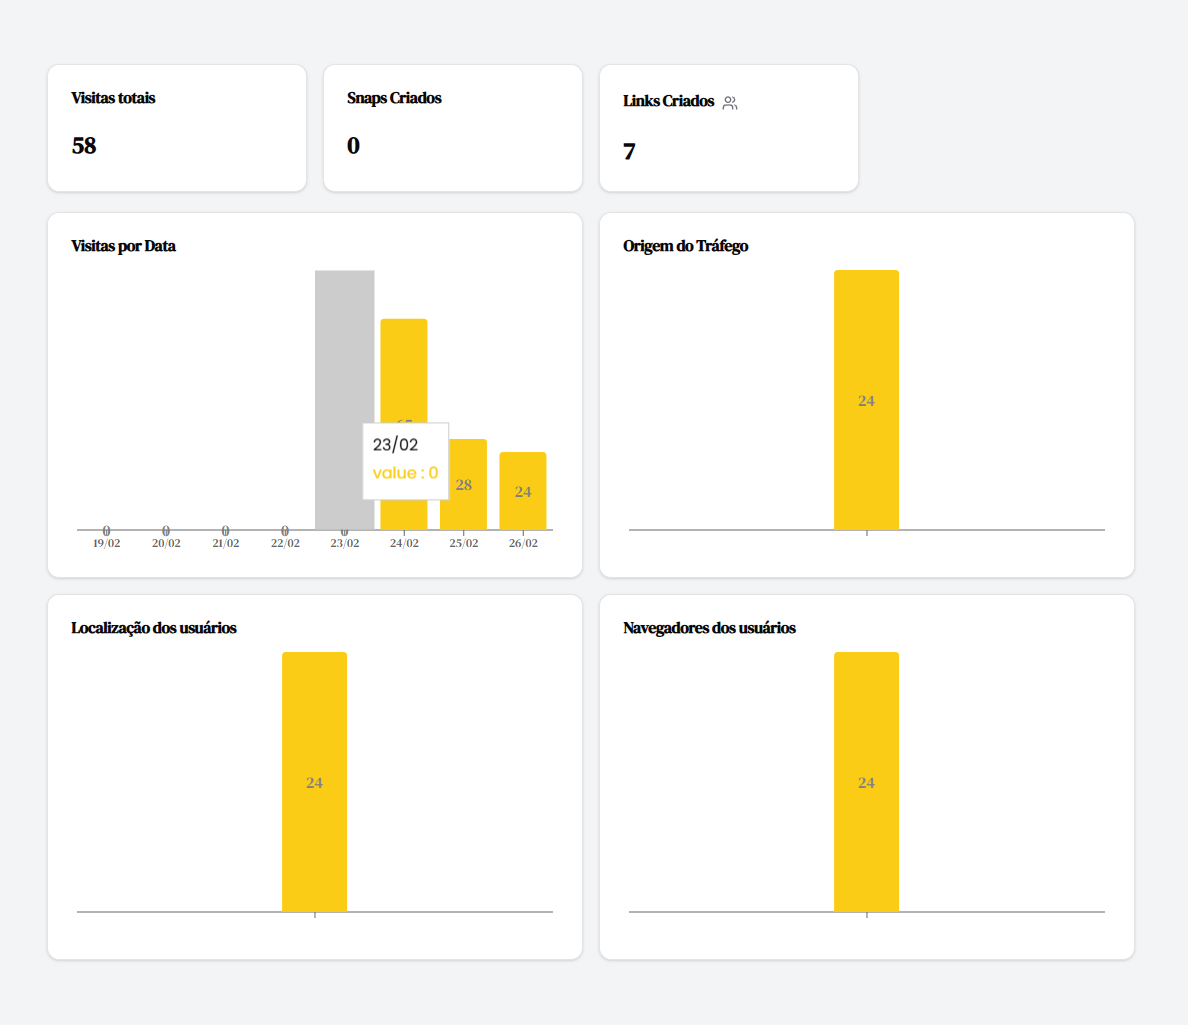 Visitas totais
58
Snaps Criados
0
Links Criados
7
Visitas por Data
23/02
value : 0
28
24
0
0
0
0
0
19/02
20/02
21/02
22/02
23/02
24/02
25/02
26/02
Origem do Tráfego
24
Localização dos usuários
24
Navegadores dos usuários
24